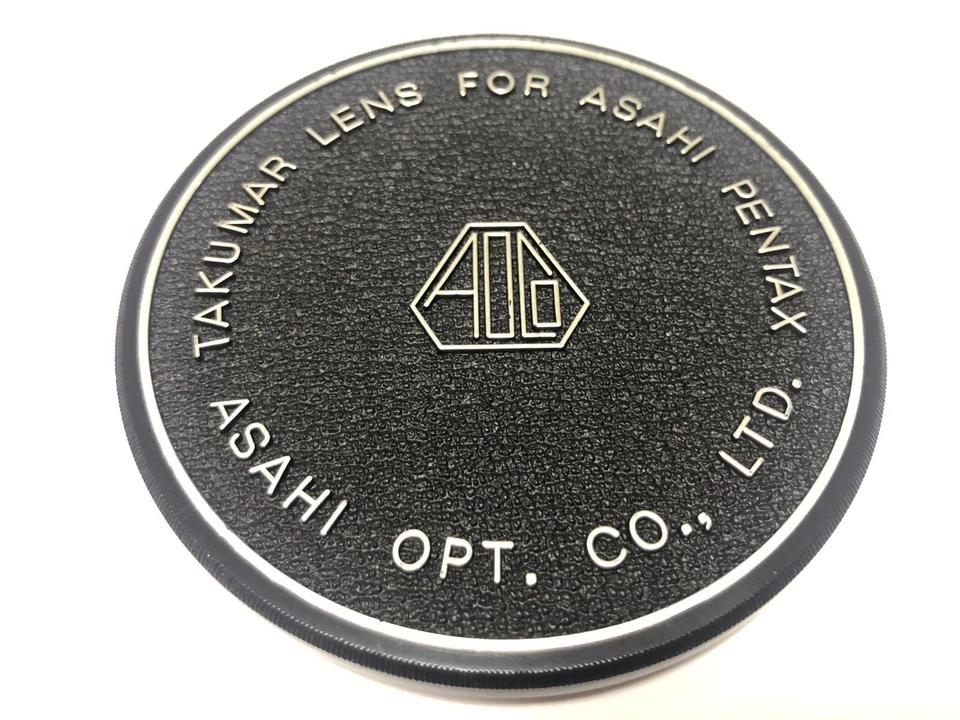 TAKUMAR LENS FOR ASAHI PENTAX
AOCo
ASAHI OPT. CO., LTD.